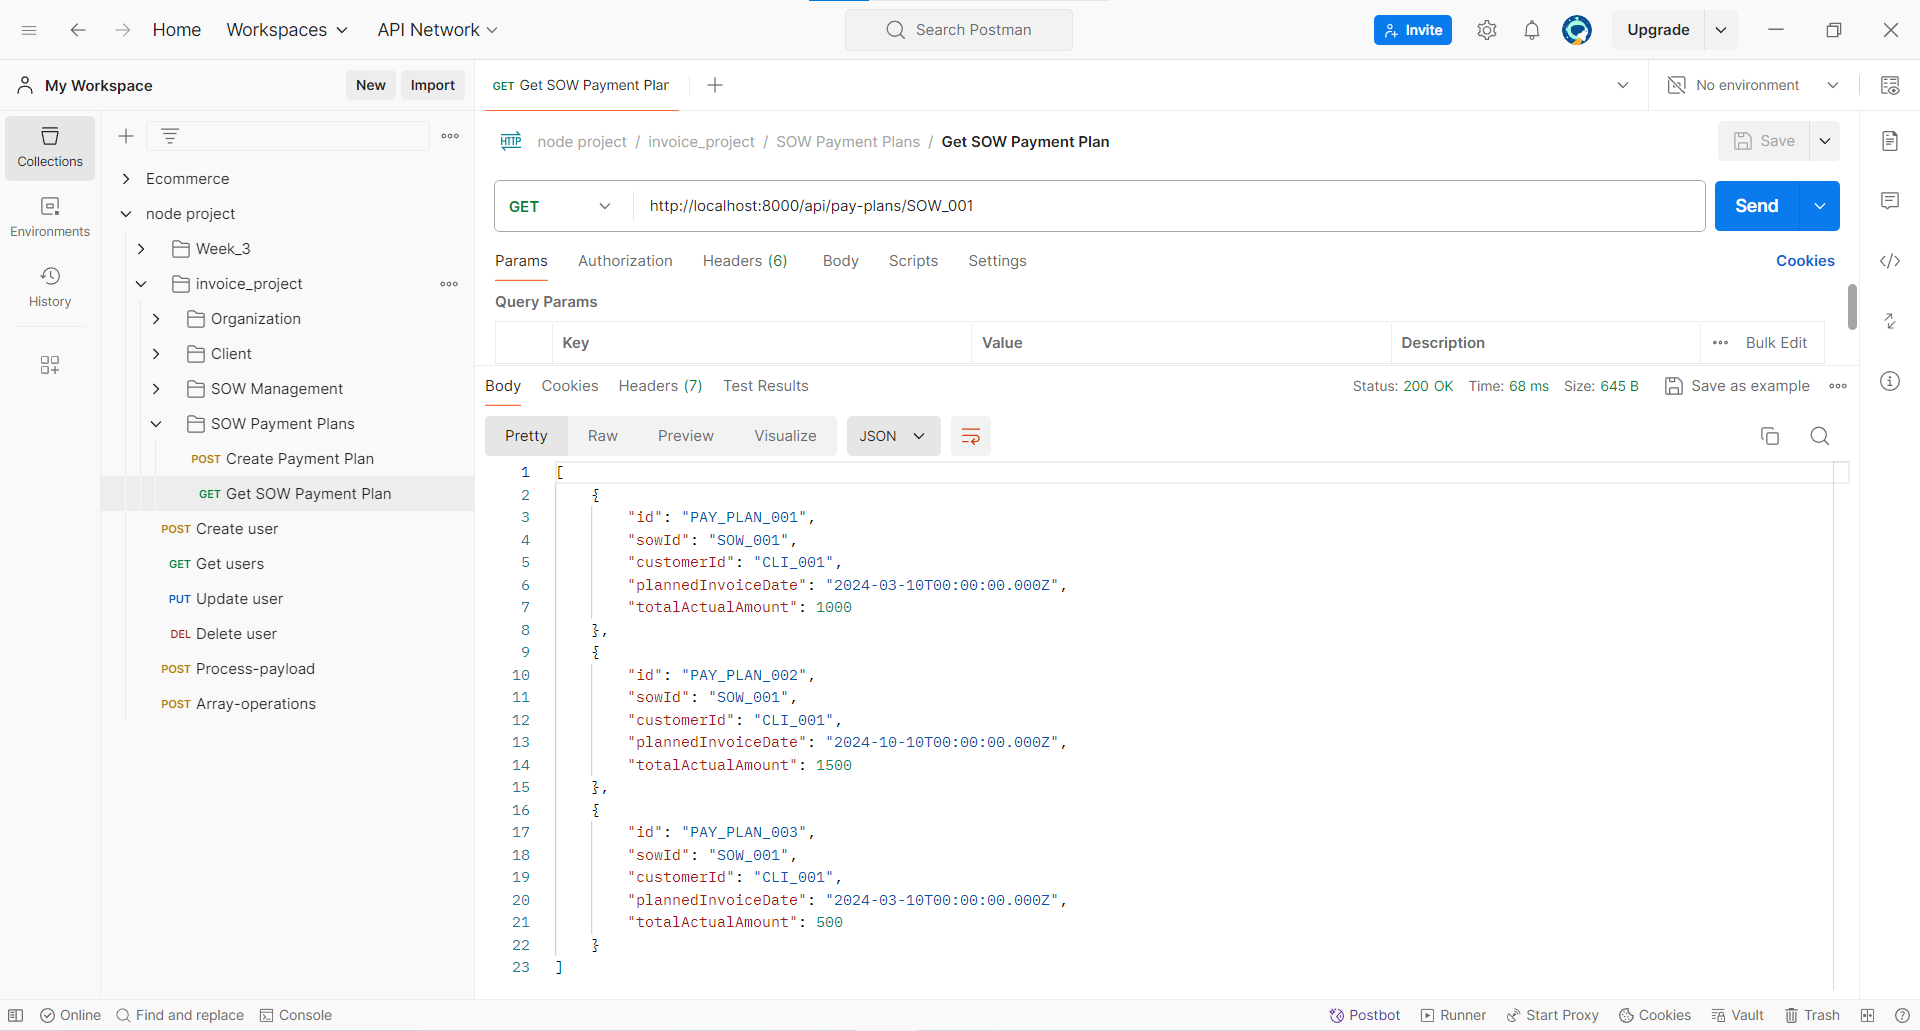 Home Workspaces API Network Search Postman Invite Upgrade
My Workspace New Import GET Get SOW Payment Plar No environment
Collections
Environments
History
Ecommerce
node project
Week_3
invoice_project
Organization
Client
SOW Management
SOW Payment Plans
POST Create Payment Plan
GET Get SOW Payment Plan
POST Create user
GET Get users
PUT Update user
DEL Delete user
POST Process-payload
POST Array-operations
HTTP node project / invoice_project / SOW Payment Plans / Get SOW Payment Plan Save
GET http://localhost:8000/api/pay-plans/SOW_001 Send
Params Authorization Headers (6) Body Scripts Settings Cookies
Query Params
Key Value Description Bulk Edit
Body Cookies Headers (7) Test Results Status: 200 OK Time: 68 ms Size: 645 B Save as example
Pretty Raw Preview Visualize JSON
1 [
2 {
3 "id": "PAY_PLAN_001",
4 "sowId": "SOW_001",
5 "customerId": "CLI_001",
6 "plannedInvoiceDate": "2024-03-10T00:00:00.000Z",
7 "totalActualAmount": 1000
8 },
9 {
10 "id": "PAY_PLAN_002",
11 "sowId": "SOW_001",
12 "customerId": "CLI_001",
13 "plannedInvoiceDate": "2024-10-10T00:00:00.000Z",
14 "totalActualAmount": 1500
15 },
16 {
17 "id": "PAY_PLAN_003",
18 "sowId": "SOW_001",
19 "customerId": "CLI_001",
20 "plannedInvoiceDate": "2024-03-10T00:00:00.000Z",
21 "totalActualAmount": 500
22 }
23 ]
Online Find and replace Console Postbot Runner Start Proxy Cookies Vault Trash